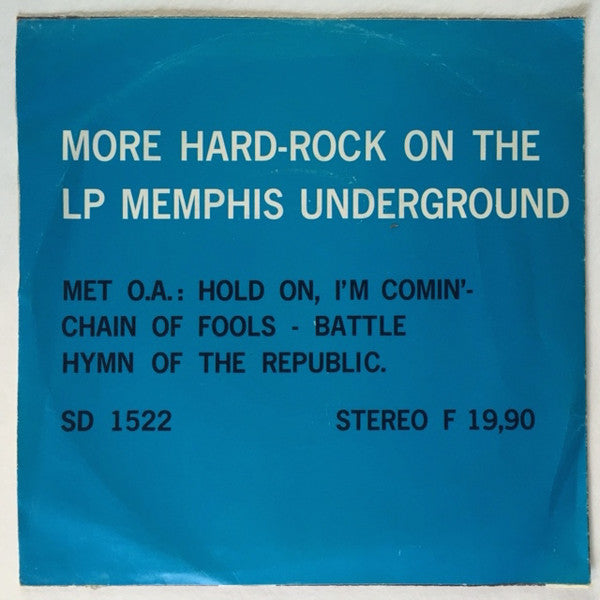 MORE HARD-ROCK ON THE
LP MEMPHIS UNDERGROUND
MET O.A.: HOLD ON, I'M COMIN'-
CHAIN OF FOOLS - BATTLE
HYMN OF THE REPUBLIC.
SD 1522 STEREO F 19,90